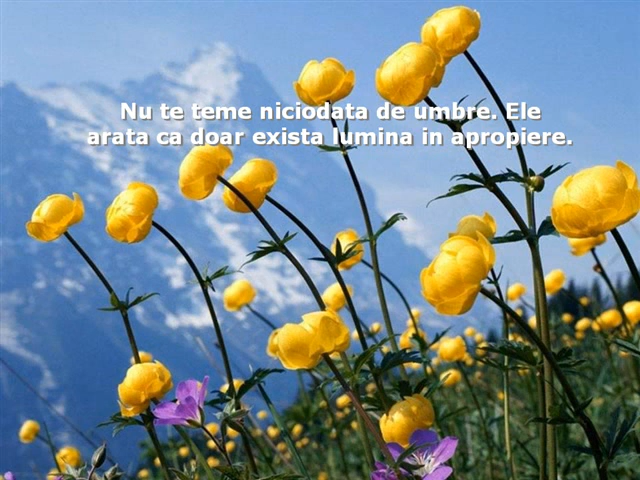 Nu te teme niciodata de umbre. Ele
arata ca doar exista lumina in apropiere.